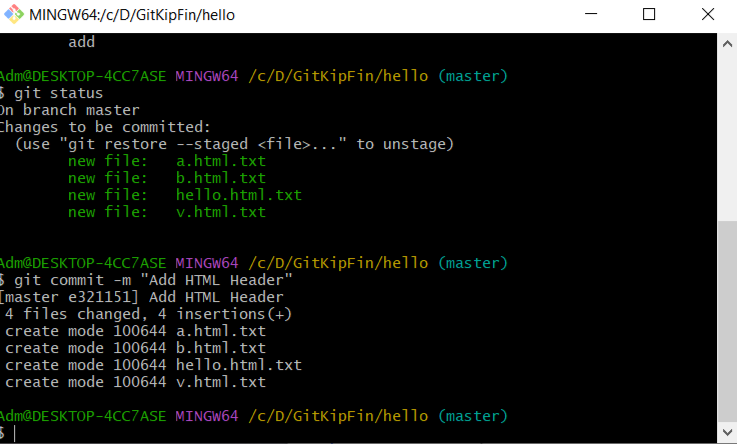 MINGW64:/c/D/GitKipFin/hello
add
Adm@DESKTOP-4CC7ASE MINGW64 /c/D/GitKipFin/hello (master)
$ git status
On branch master
Changes to be committed:
(use "git restore --staged <file>..." to unstage)
new file: a.html.txt
new file: b.html.txt
new file: hello.html.txt
new file: v.html.txt
Adm@DESKTOP-4CC7ASE MINGW64 /c/D/GitKipFin/hello (master)
$ git commit -m "Add HTML Header"
[master e321151] Add HTML Header
4 files changed, 4 insertions(+)
create mode 100644 a.html.txt
create mode 100644 b.html.txt
create mode 100644 hello.html.txt
create mode 100644 v.html.txt
Adm@DESKTOP-4CC7ASE MINGW64 /c/D/GitKipFin/hello (master)
$